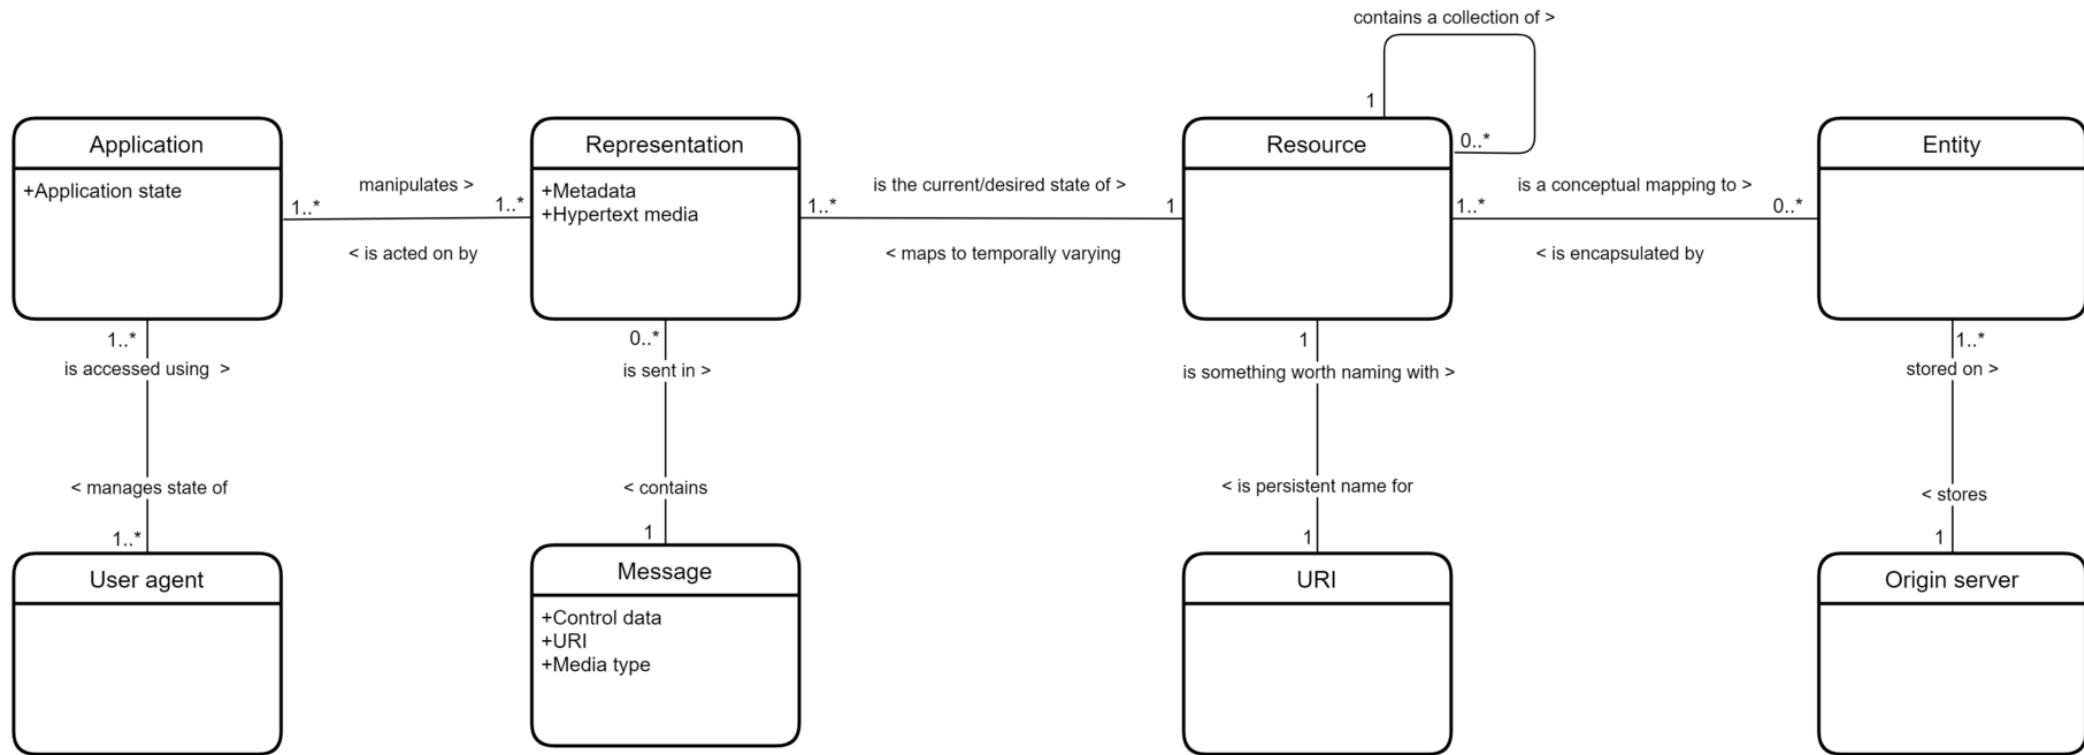 contains a collection of >
1
0..*
Application
+Application state
1..*
manipulates >
1..*
< is acted on by
Representation
+Metadata
+Hypertext media
1..*
is the current/desired state of >
1
< maps to temporally varying
Resource
1..*
is a conceptual mapping to >
0..*
< is encapsulated by
Entity
1..*
is accessed using >
< manages state of
1..*
User agent
0..*
is sent in >
< contains
1
Message
+Control data
+URI
+Media type
1
is something worth naming with >
< is persistent name for
1
URI
1..*
stored on >
< stores
1
Origin server